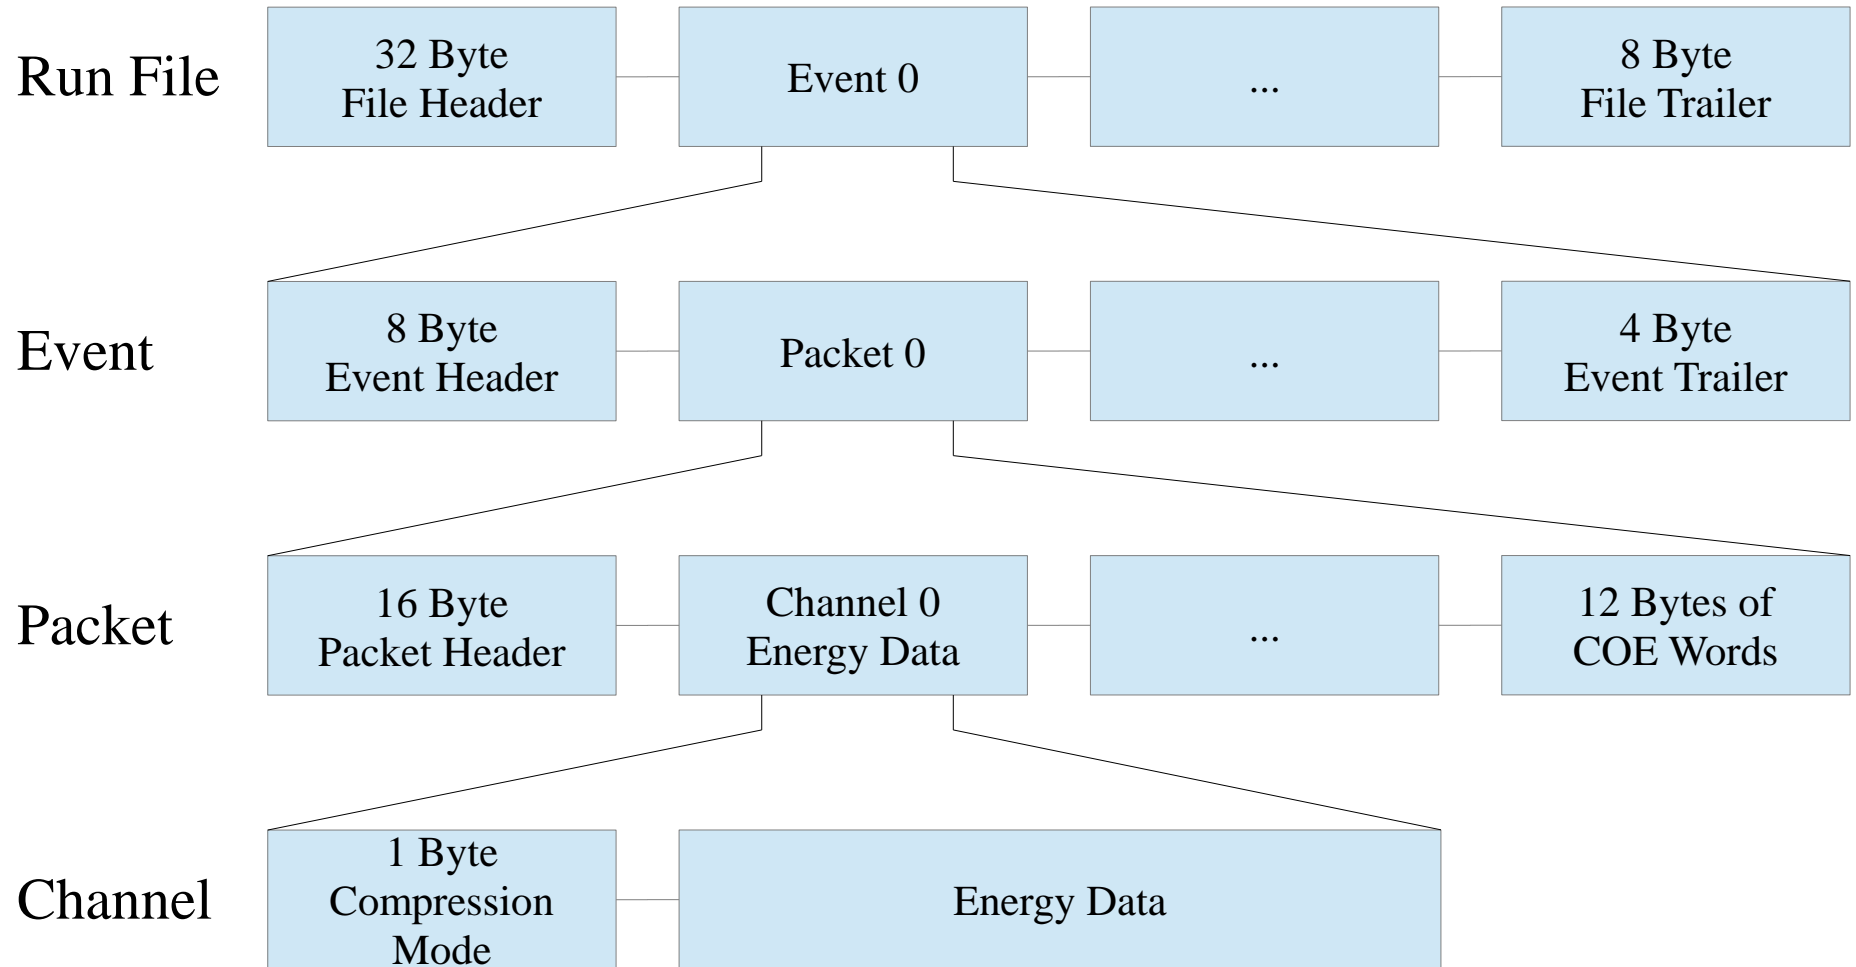 Run File
32 Byte
File Header
Event 0
...
8 Byte
File Trailer
Event
8 Byte
Event Header
Packet 0
...
4 Byte
Event Trailer
Packet
16 Byte
Packet Header
Channel 0
Energy Data
...
12 Bytes of
COE Words
Channel
1 Byte
Compression
Mode
Energy Data